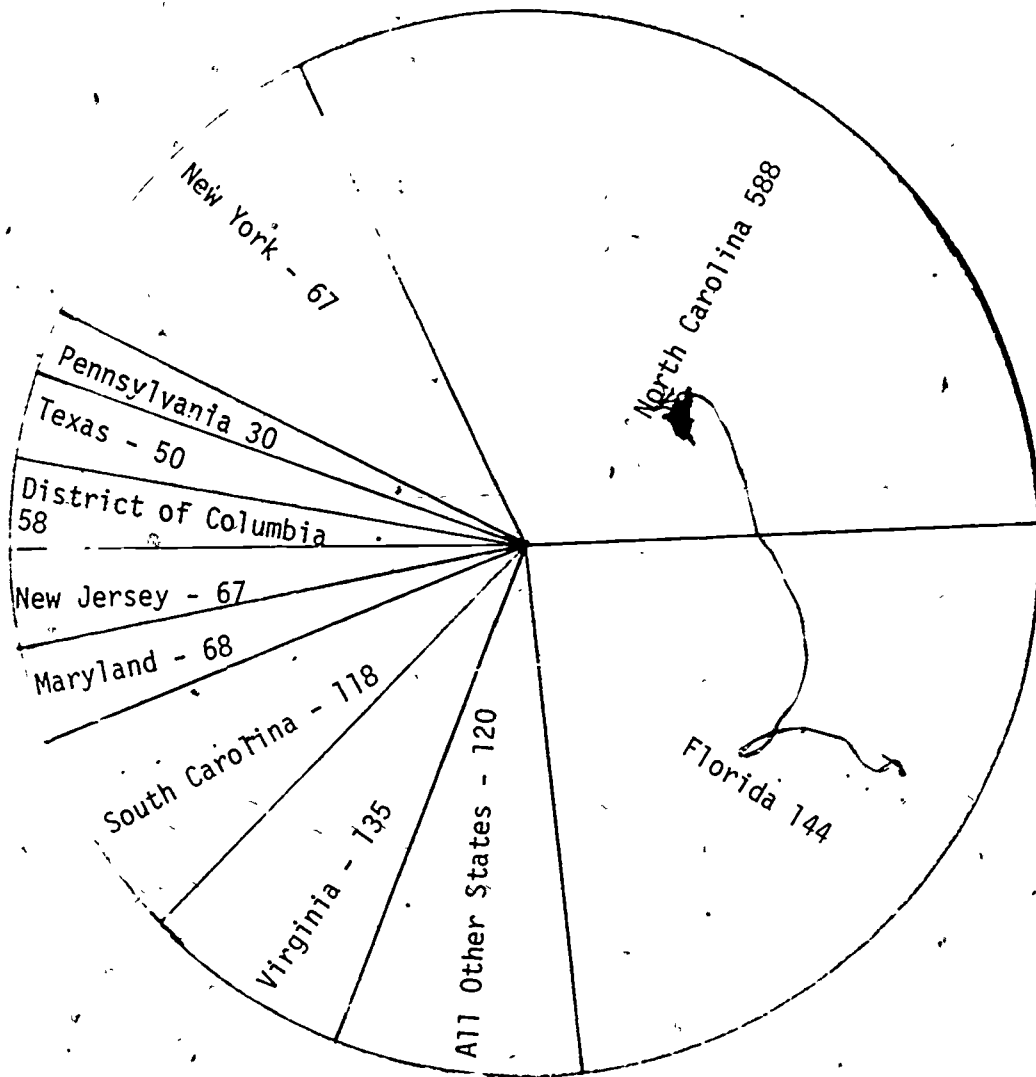 New York - 67
North Carolina 588
Pennsylvania 30
Texas - 50
District of Columbia
58
New Jersey - 67
Maryland - 68
South Carolina - 118
Virginia - 135
All Other States - 120
Florida 144